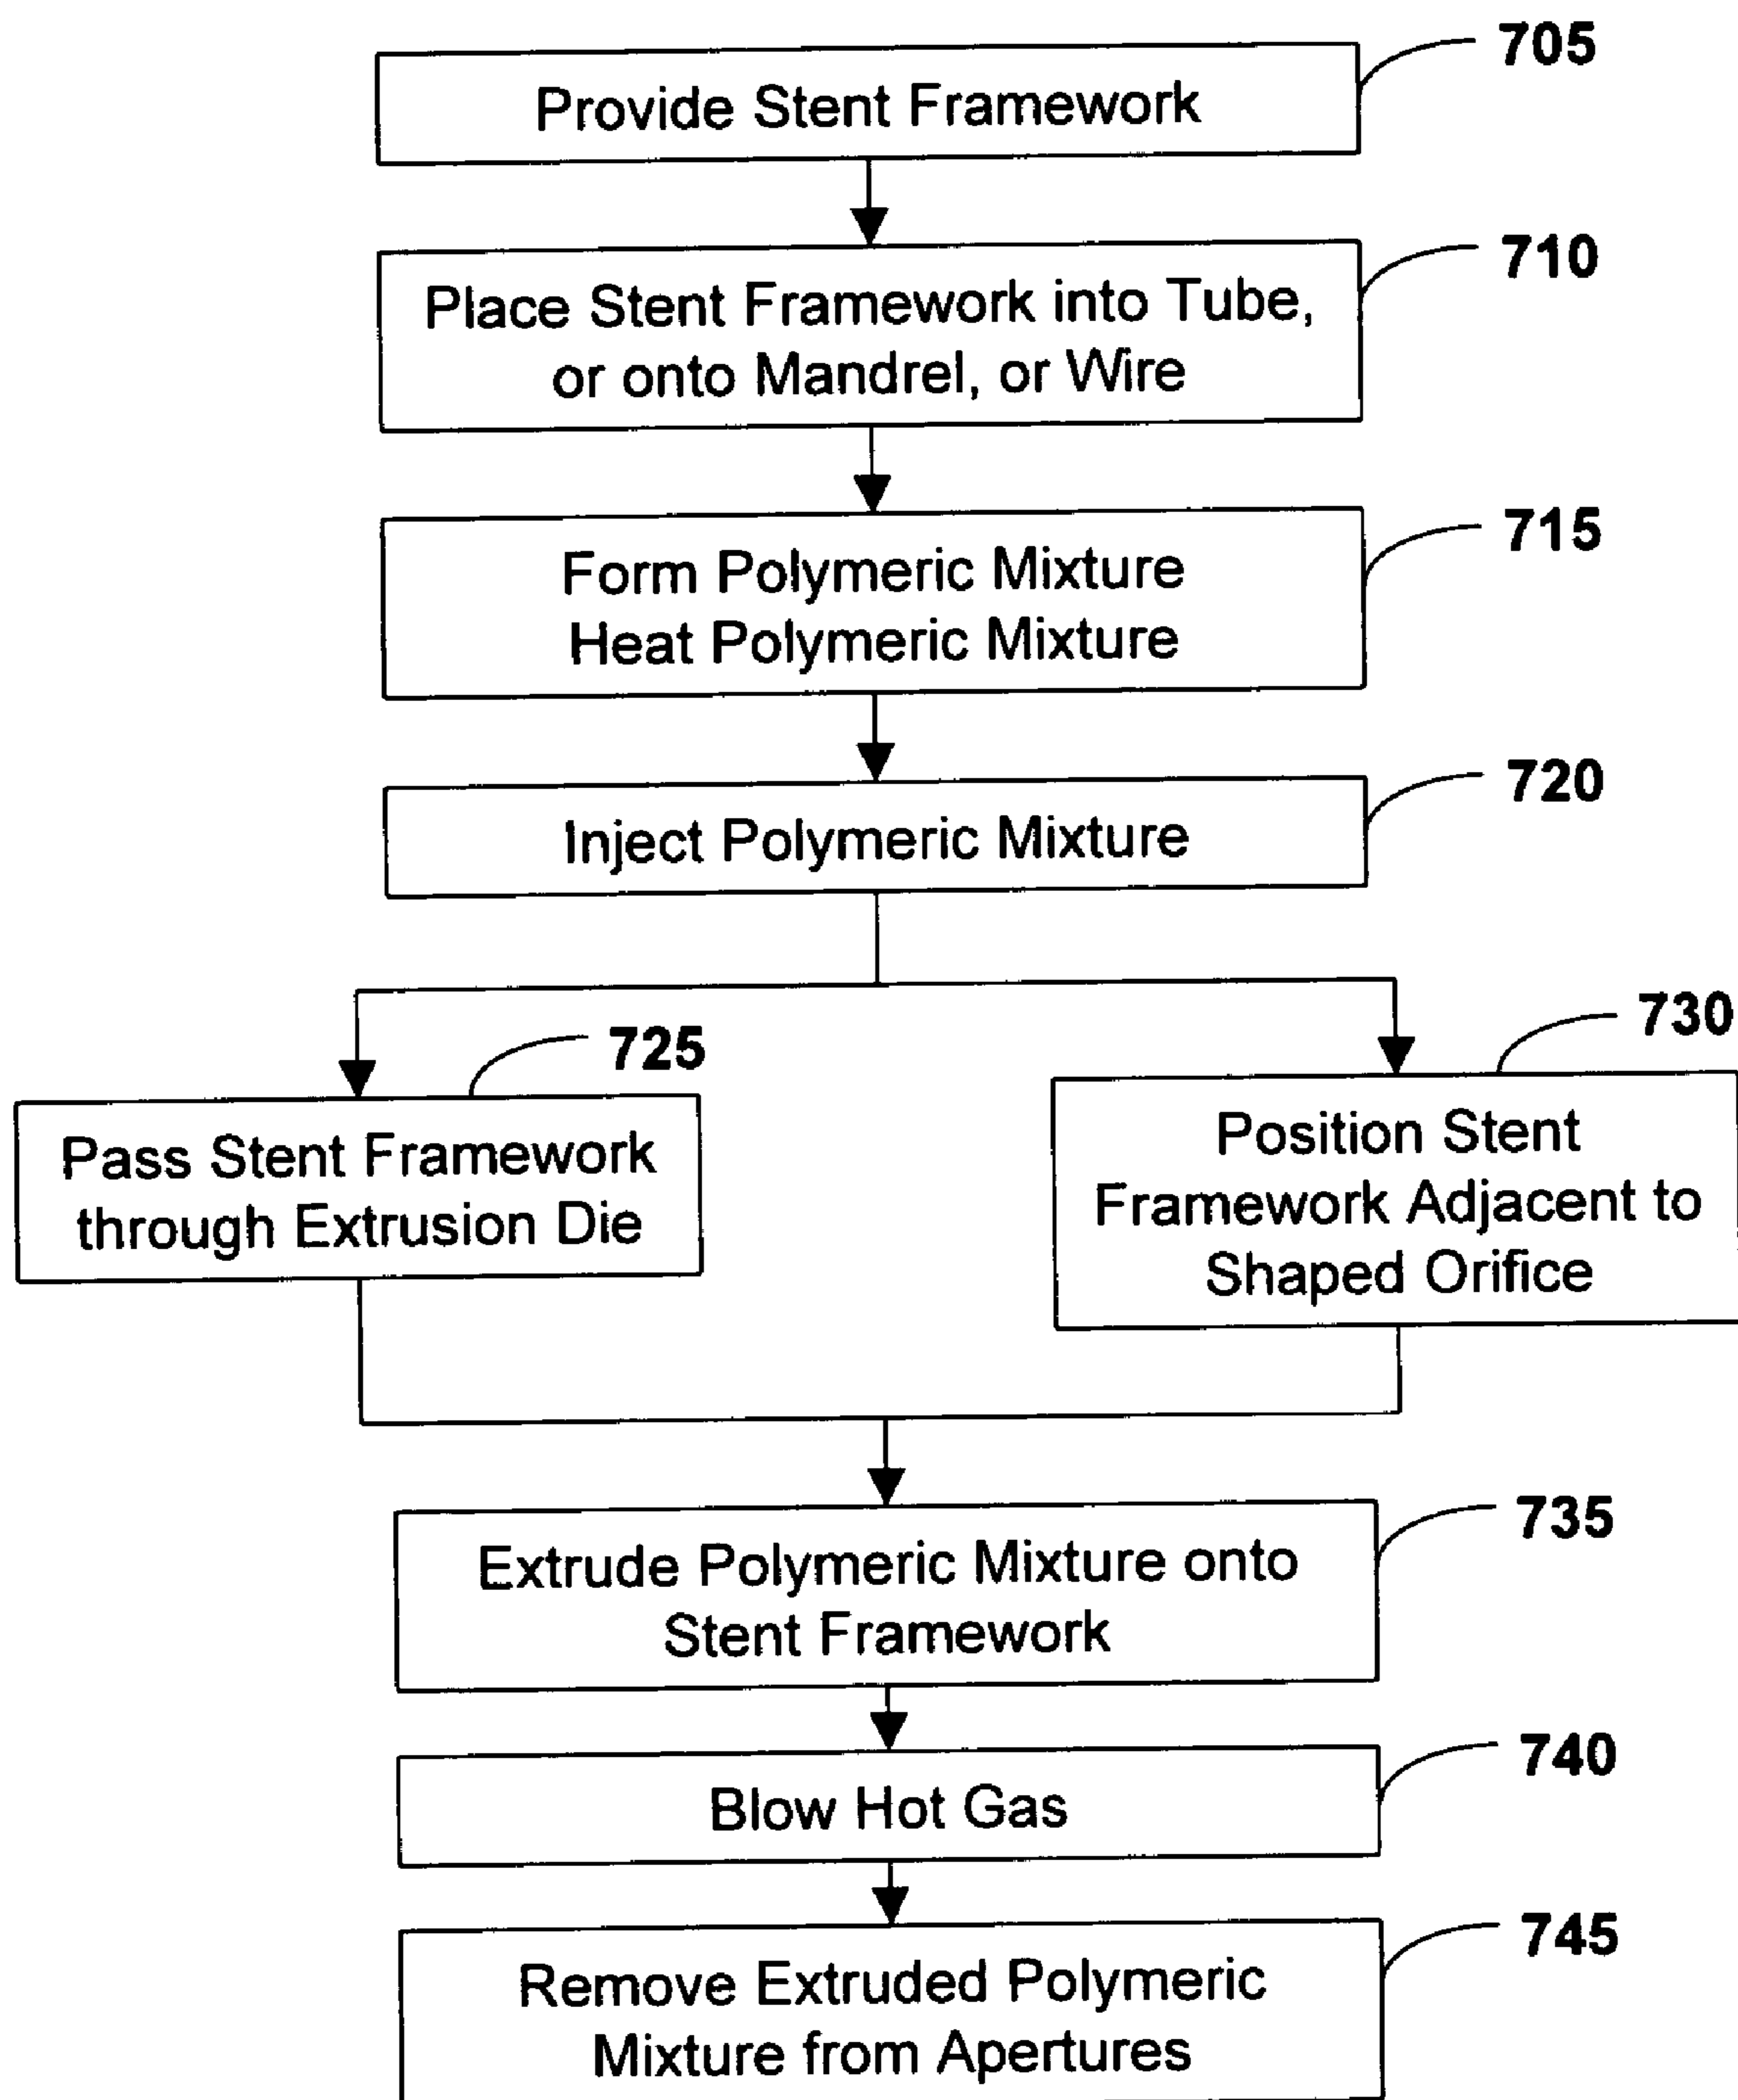 705
Provide Stent Framework
710
Place Stent Framework into Tube,
or onto Mandrel, or Wire
715
Form Polymeric Mixture
Heat Polymeric Mixture
720
Inject Polymeric Mixture
725
Pass Stent Framework
through Extrusion Die
730
Position Stent
Framework Adjacent to
Shaped Orifice
735
Extrude Polymeric Mixture onto
Stent Framework
740
Blow Hot Gas
745
Remove Extruded Polymeric
Mixture from Apertures